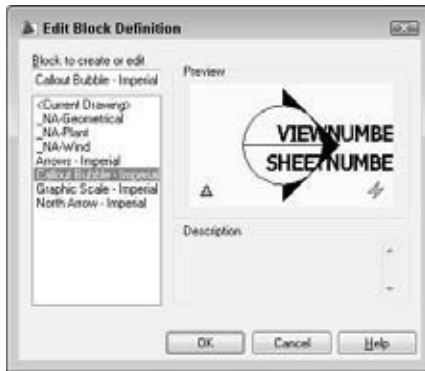 Edit Block Definition
Block to create or edit
Callout Bubble - Imperial
<Current Drawing>
_NA-Geometrical
_NA-Plant
_NA-Wind
Arrows - Imperial
Callout Bubble - Imperial
Graphic Scale - Imperial
North Arrow - Imperial
Preview
VIEWNUMBE
SHEETNUMBE
Description
OK
Cancel
Help